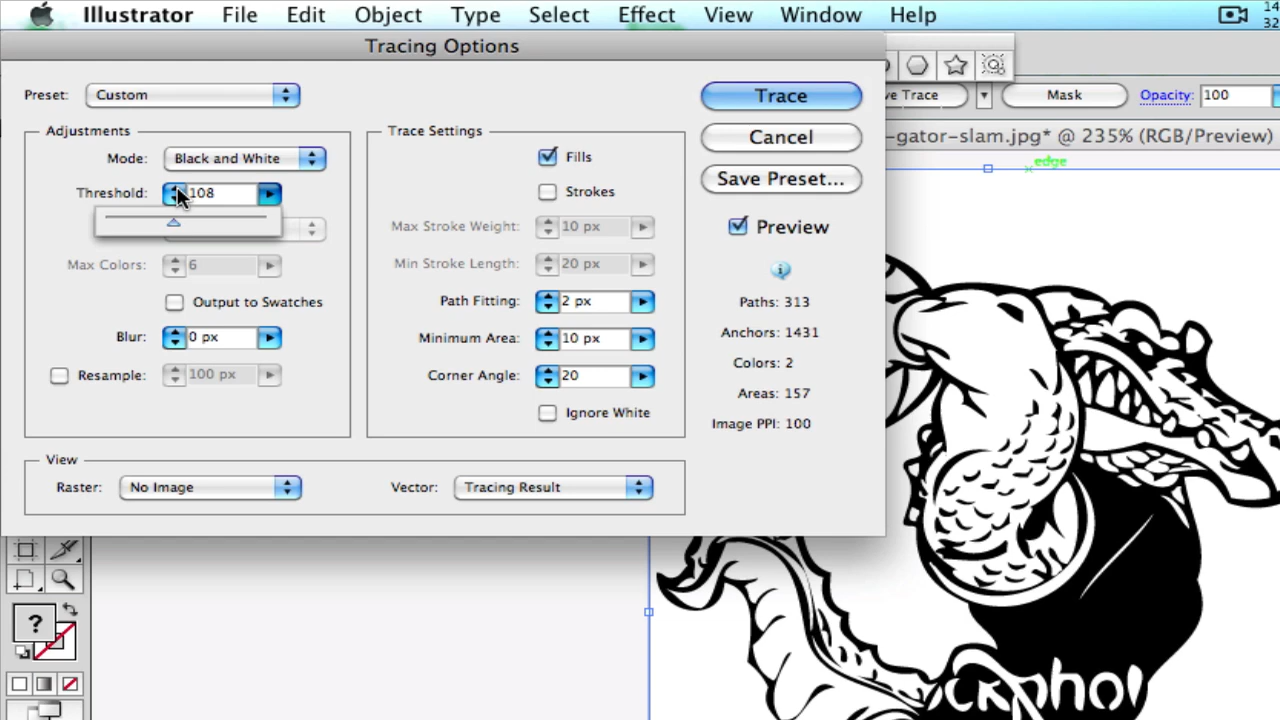 Illustrator File Edit Object Type Select Effect View Window Help 14
32
Tracing Options
Preset: Custom
Trace
Cancel
Save Preset...
Preview
Paths: 313
Anchors: 1431
Colors: 2
Areas: 157
Image PPI: 100
Adjustments
Mode: Black and White
Threshold: 108
Max Colors: 6
Output to Swatches
Blur: 0 px
Resample: 100 px
Trace Settings
Fills
Strokes
Max Stroke Weight: 10 px
Min Stroke Length: 20 px
Path Fitting: 2 px
Minimum Area: 10 px
Corner Angle: 20
Ignore White
View
Raster: No Image
Vector: Tracing Result
ve Trace Mask Opacity: 100
-gator-slam.jpg* @ 235% (RGB/Preview)
edge
?